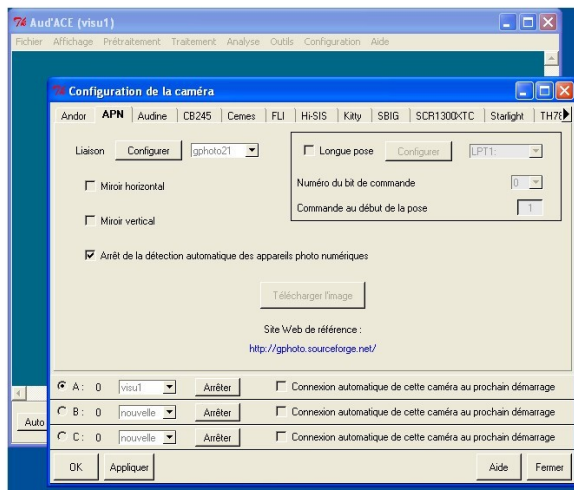 Aud'ACE (visu1)
Fichier Affichage Prétraitement Traitement Analyse Outils Configuration Aide
Configuration de la caméra
Andor APN Audine CB245 Cemes FLI Hi-SIS Kitty SBIG SCR1300XTC Starlight
Liaison Configurer gphoto21
Longue pose Configurer LPT1:
Numéro du bit de commande 0
Commande au début de la pose 1
Miroir horizontal
Miroir vertical
Arrêt de la détection automatique des appareils photo numériques
Télécharger l'image
Site Web de référence :
http://gphoto.sourceforge.net/
A : 0 visu1 Arrêter Connexion automatique de cette caméra au prochain démarrage
B : 0 nouvelle Arrêter Connexion automatique de cette caméra au prochain démarrage
C : 0 nouvelle Arrêter Connexion automatique de cette caméra au prochain démarrage
Auto
OK Appliquer Aide Fermer